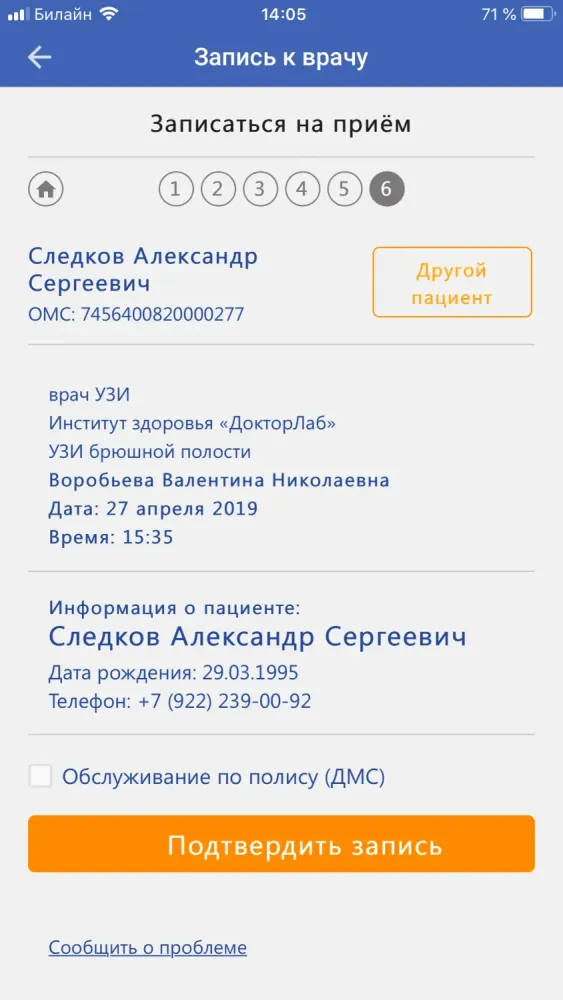 Билайн 14:05 71 %
Запись к врачу
Записаться на приём
1 2 3 4 5 6
Следков Александр
Сергеевич
ОМС: 7456400820000277
Другой
пациент
врач УЗИ
Институт здоровья «ДокторЛаб»
УЗИ брюшной полости
Воробьева Валентина Николаевна
Дата: 27 апреля 2019
Время: 15:35
Информация о пациенте:
Следков Александр Сергеевич
Дата рождения: 29.03.1995
Телефон: +7 (922) 239-00-92
Обслуживание по полису (ДМС)
Подтвердить запись
Сообщить о проблеме